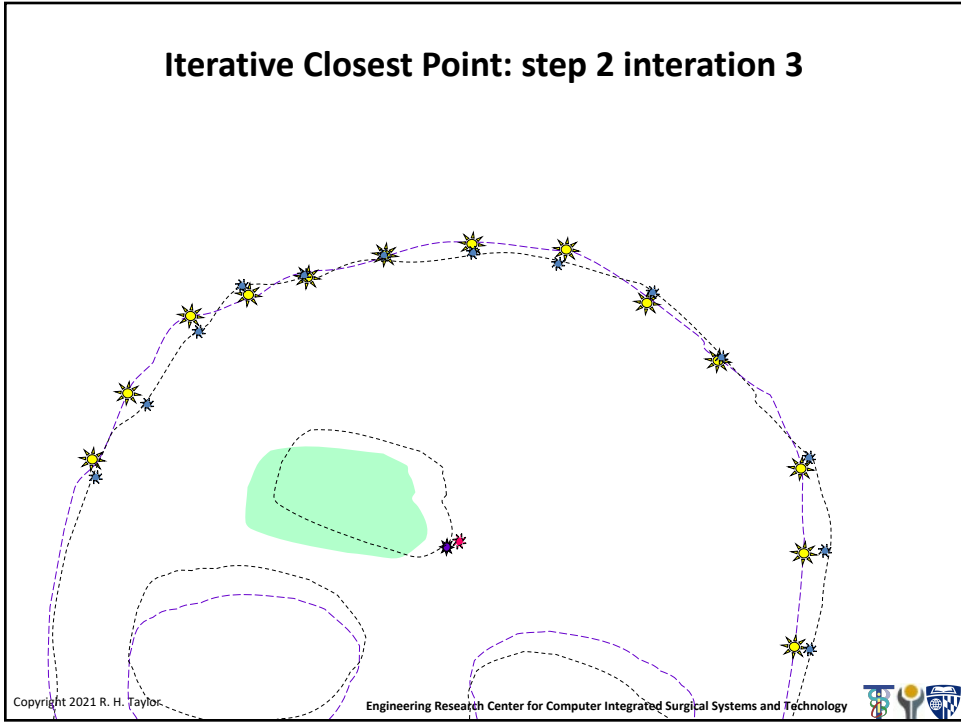 Iterative Closest Point: step 2 interation 3
Copyright 2021 R. H. Taylor
Engineering Research Center for Computer Integrated Surgical Systems and Technology